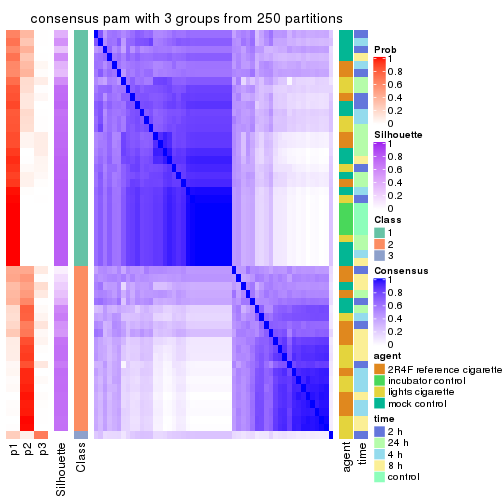 consensus pam with 3 groups from 250 partitions
Prob
1
0.8
0.6
0.4
0.2
0
Silhouette
1
0.8
0.6
0.4
0.2
0
Class
1
2
3
Consensus
1
0.8
0.6
0.4
0.2
0
agent
2R4F reference cigarette
incubator control
lights cigarette
mock control
time
2 h
24 h
4 h
8 h
control
p1
p2
p3
Silhouette
Class
agent
time